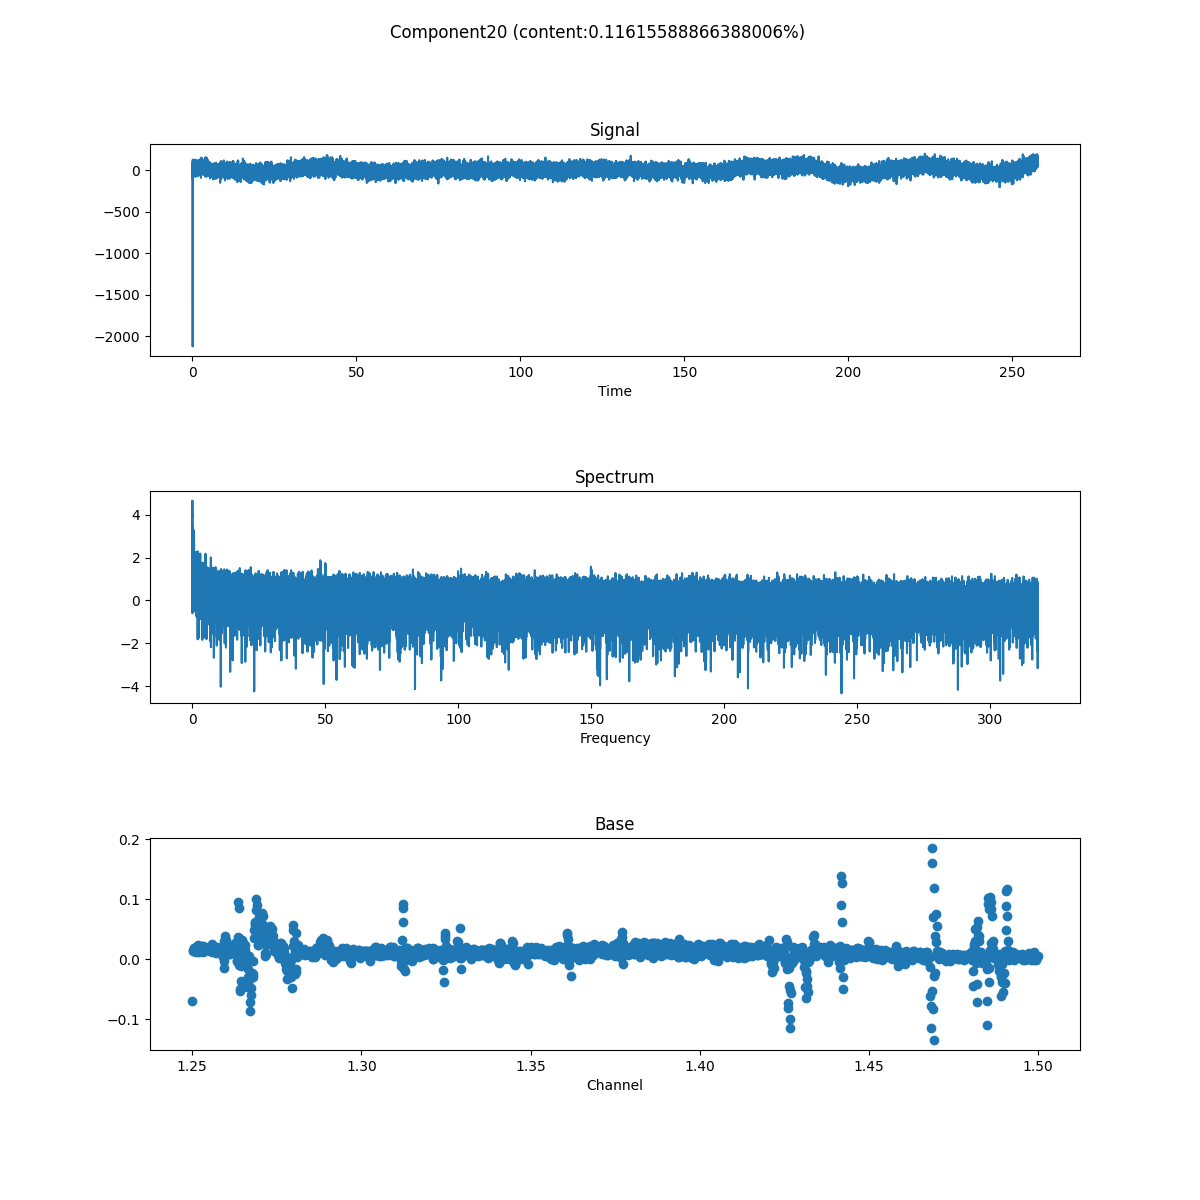 Component20 (content:0.11615588866388006%)
Signal
0
−500
−1000
−1500
−2000
0 50 100 150 200 250
Time
Spectrum
4
2
0
−2
−4
0 50 100 150 200 250 300
Frequency
Base
0.2
0.1
0.0
−0.1
1.25 1.30 1.35 1.40 1.45 1.50
Channel